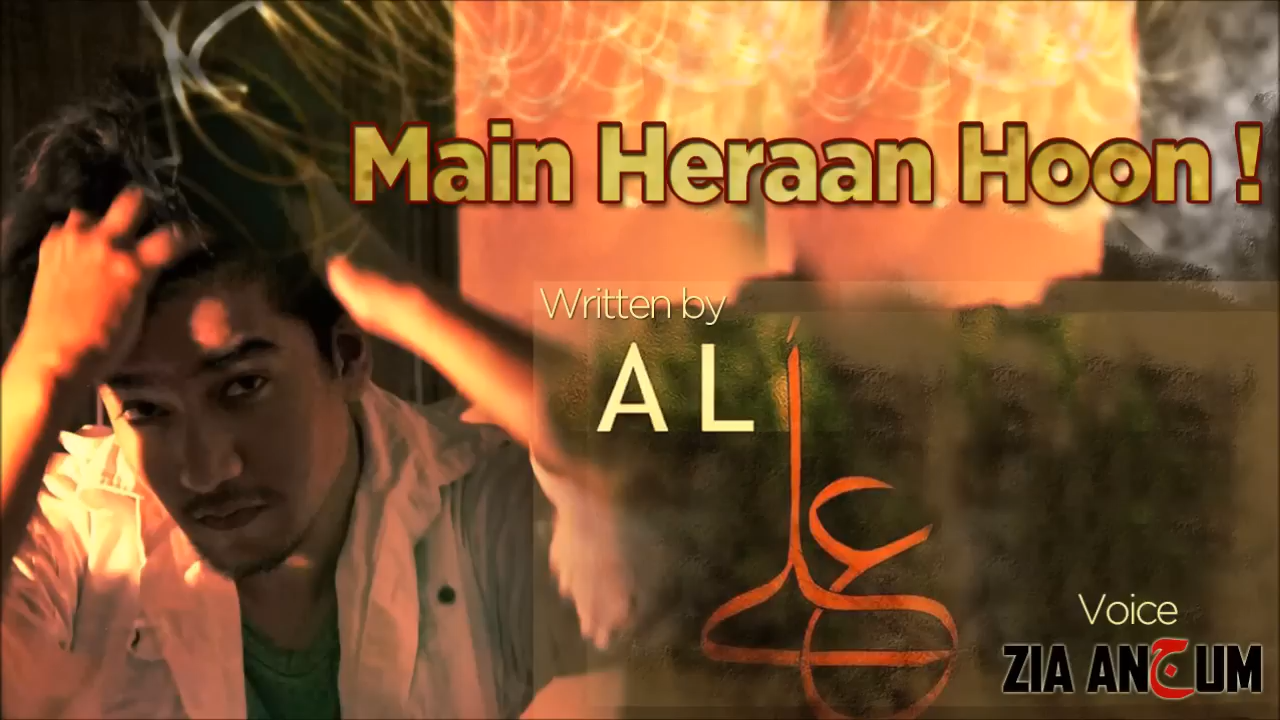 Main Heraan Hoon !
Written by
ALi
علی
Voice
ZIA ANجUM